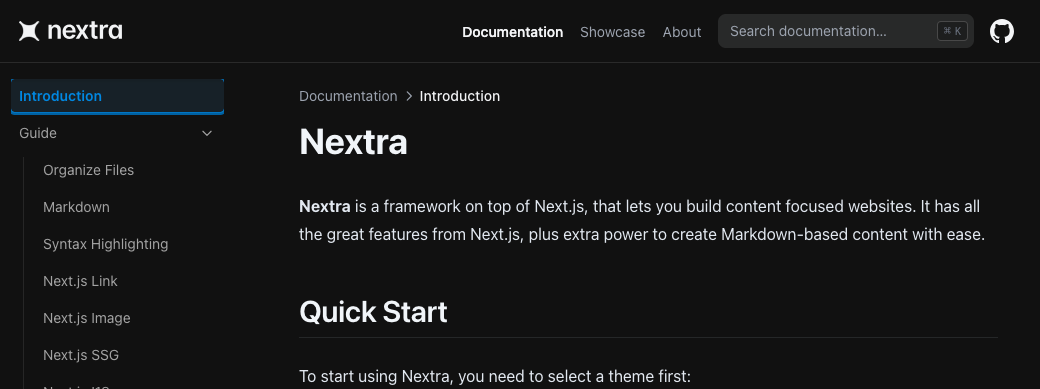 nextra
Documentation Showcase About Search documentation... ⌘ K
Introduction
Guide
Organize Files
Markdown
Syntax Highlighting
Next.js Link
Next.js Image
Next.js SSG
Documentation > Introduction
Nextra
Nextra is a framework on top of Next.js, that lets you build content focused websites. It has all
the great features from Next.js, plus extra power to create Markdown-based content with ease.
Quick Start
To start using Nextra, you need to select a theme first: